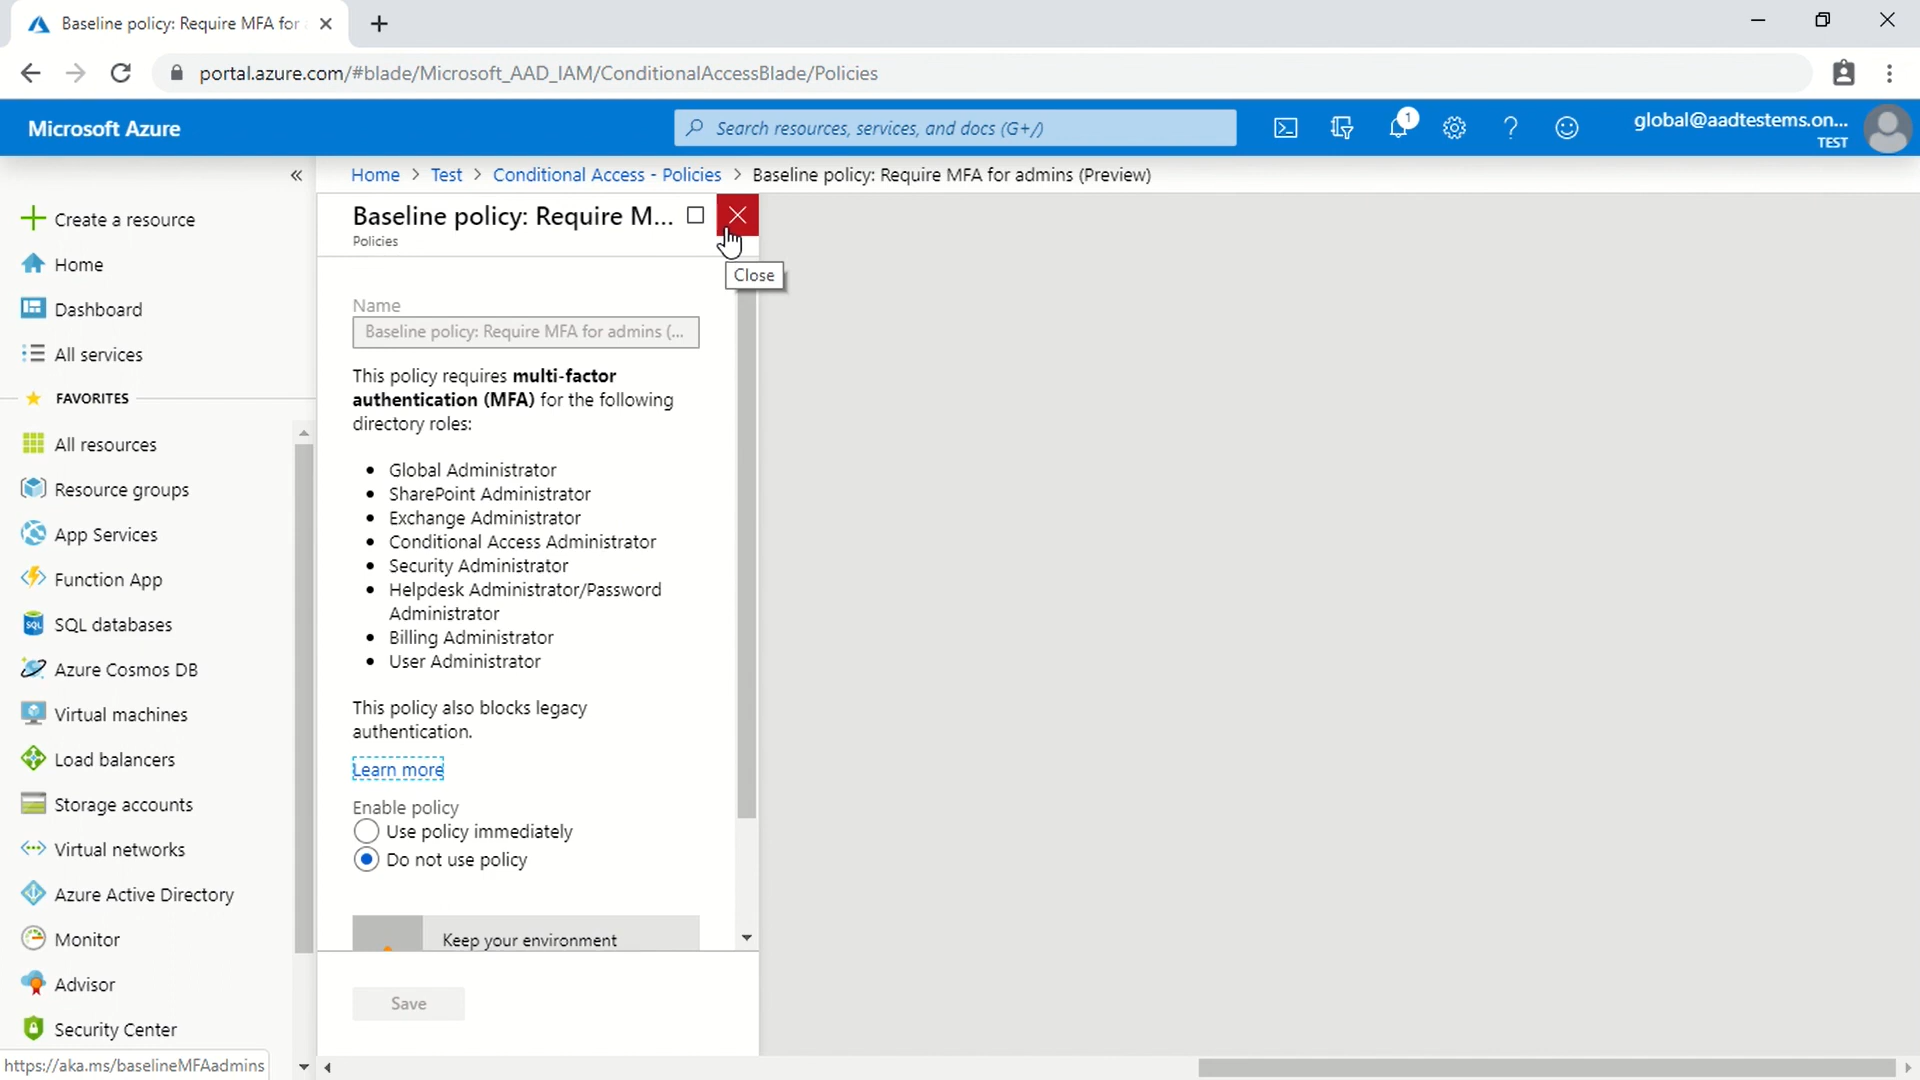 Baseline policy: Require MFA for
portal.azure.com/#blade/Microsoft_AAD_IAM/ConditionalAccessBlade/Policies
Microsoft Azure
Search resources, services, and docs (G+/)
1
global@aadtestems.on...
TEST
Home > Test > Conditional Access - Policies > Baseline policy: Require MFA for admins (Preview)
«
Create a resource
Home
Dashboard
All services
FAVORITES
All resources
Resource groups
App Services
Function App
SQL
SQL databases
Azure Cosmos DB
Virtual machines
Load balancers
Storage accounts
Virtual networks
Azure Active Directory
Monitor
Advisor
Security Center
https://aka.ms/baselineMFAadmins
Baseline policy: Require M...
Policies
Close
Name
Baseline policy: Require MFA for admins (...
This policy requires multi-factor
authentication (MFA) for the following
directory roles:
• Global Administrator
• SharePoint Administrator
• Exchange Administrator
• Conditional Access Administrator
• Security Administrator
• Helpdesk Administrator/Password
Administrator
• Billing Administrator
• User Administrator
This policy also blocks legacy
authentication.
Learn more
Enable policy
Use policy immediately
Do not use policy
Keep your environment
Save